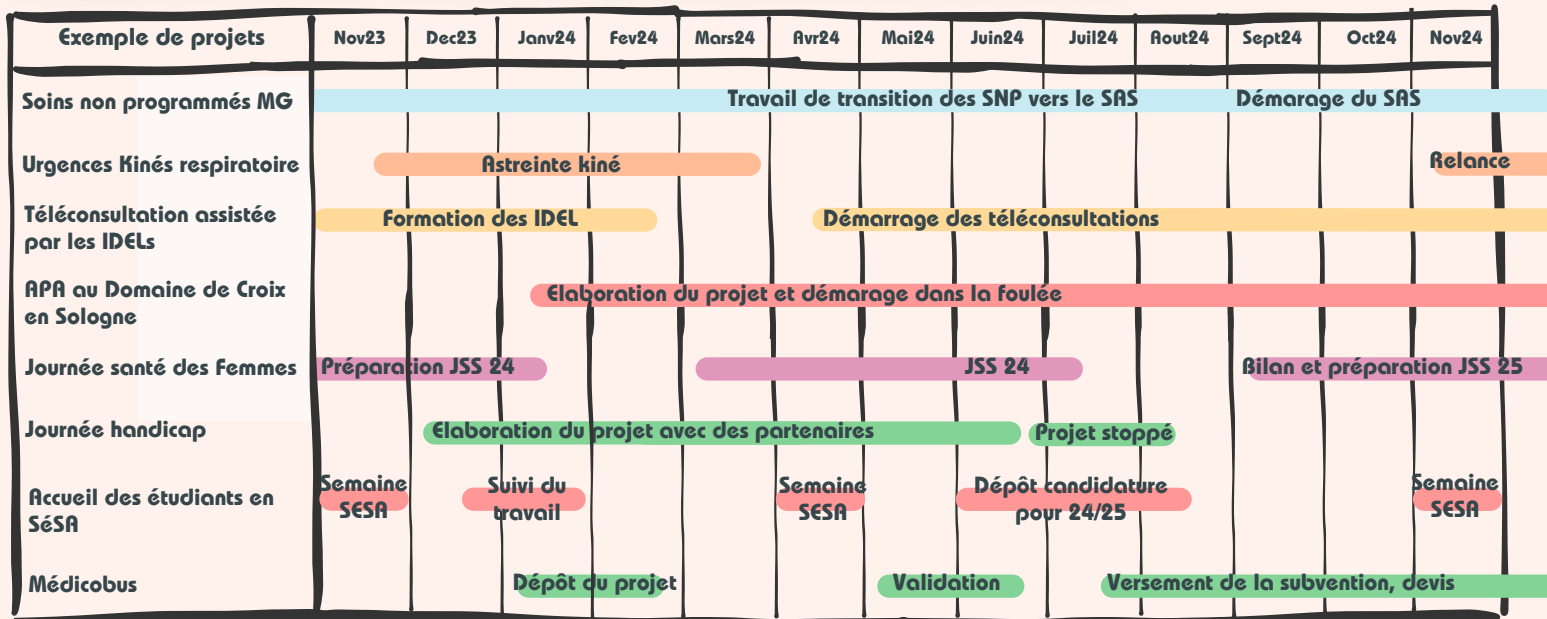 Exemple de projets Nov23 Dec23 Janv24 Fev24 Mars24 Avr24 Mai24 Juin24 Juil24 Aout24 Sept24 Oct24 Nov24
Soins non programmés MG Travail de transition des SNP vers le SAS Démarage du SAS
Urgences Kinés respiratoire Astreinte kiné Relance
Téléconsultation assistée
par les IDELs
Formation des IDEL Démarrage des téléconsultations
APA au Domaine de Croix
en Sologne
Elaboration du projet et démarage dans la foulée
Journée santé des Femmes Préparation JSS 24 JSS 24 Bilan et préparation JSS 25
Journée handicap Elaboration du projet avec des partenaires Projet stoppé
Accueil des étudiants en
SéSA
Semaine
SESA
Suivi du
travail
Semaine
SESA
Dépôt candidature
pour 24/25
Semaine
SESA
Médicobus Dépôt du projet Validation Versement de la subvention, devis